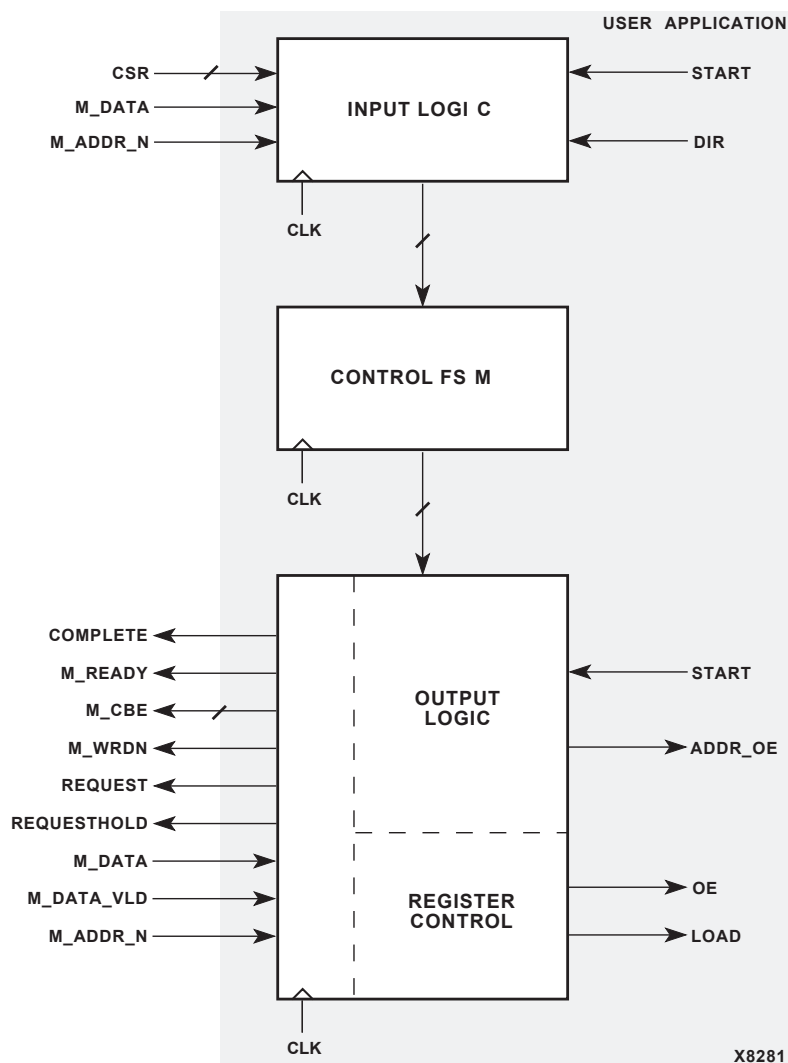 USER APPLICATION
CSR
START
M_DATA
INPUT LOGI C
M_ADDR_N
DIR
CLK
CONTROL FS M
CLK
COMPLETE
M_READY
START
M_CBE
OUTPUT
LOGIC
M_WRDN
ADDR_OE
REQUEST
REQUESTHOLD
M_DATA
M_DATA_VLD
OE
REGISTER
CONTROL
M_ADDR_N
LOAD
CLK
X8281